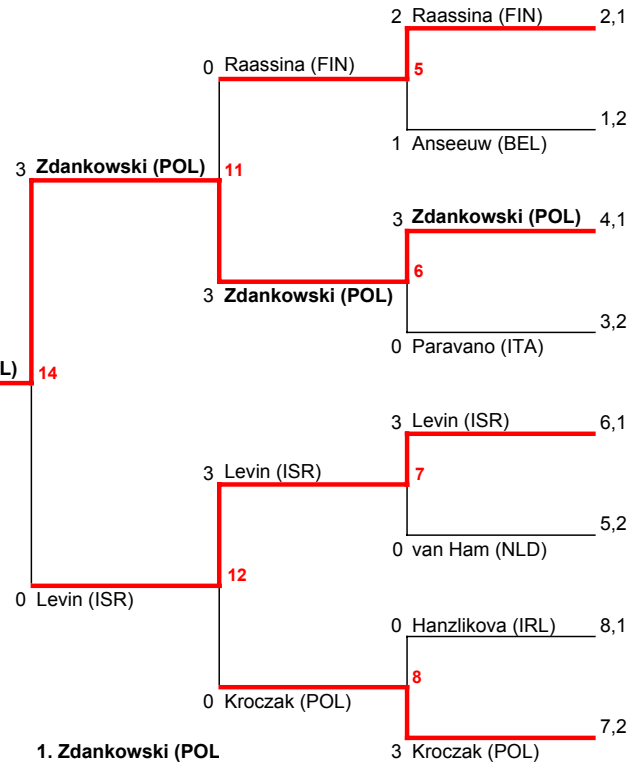 2 Raassina (FIN) 2,1
0 Raassina (FIN) 5
1 Anseeuw (BEL) 1,2
3 Zdankowski (POL) 11
3 Zdankowski (POL) 4,1
3 Zdankowski (POL) 6
0 Paravano (ITA) 3,2
L) 14
3 Levin (ISR) 6,1
3 Levin (ISR) 7
0 van Ham (NLD) 5,2
12
0 Levin (ISR)
0 Hanzlikova (IRL) 8,1
0 Kroczak (POL) 8
3 Kroczak (POL) 7,2
1. Zdankowski (POL